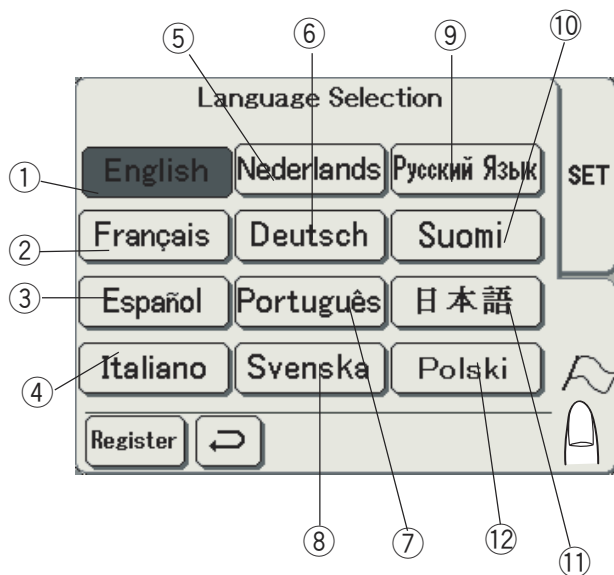 ⑤ ⑥ ⑨ ⑩
Language Selection
SET
① English Nederlands Русский Язык
② Français Deutsch Suomi
③ Español Português 日本語
④ Italiano Svenska Polski
Register
⑧ ⑦ ⑫ ⑪